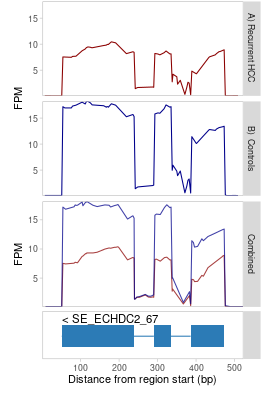 15
10
5
A) Recurrent HCC
FPM
15
10
5
B) Controls
15
10
5
Combined
FPM
< SE_ECHDC2_67
100 200 300 400 500
Distance from region start (bp)